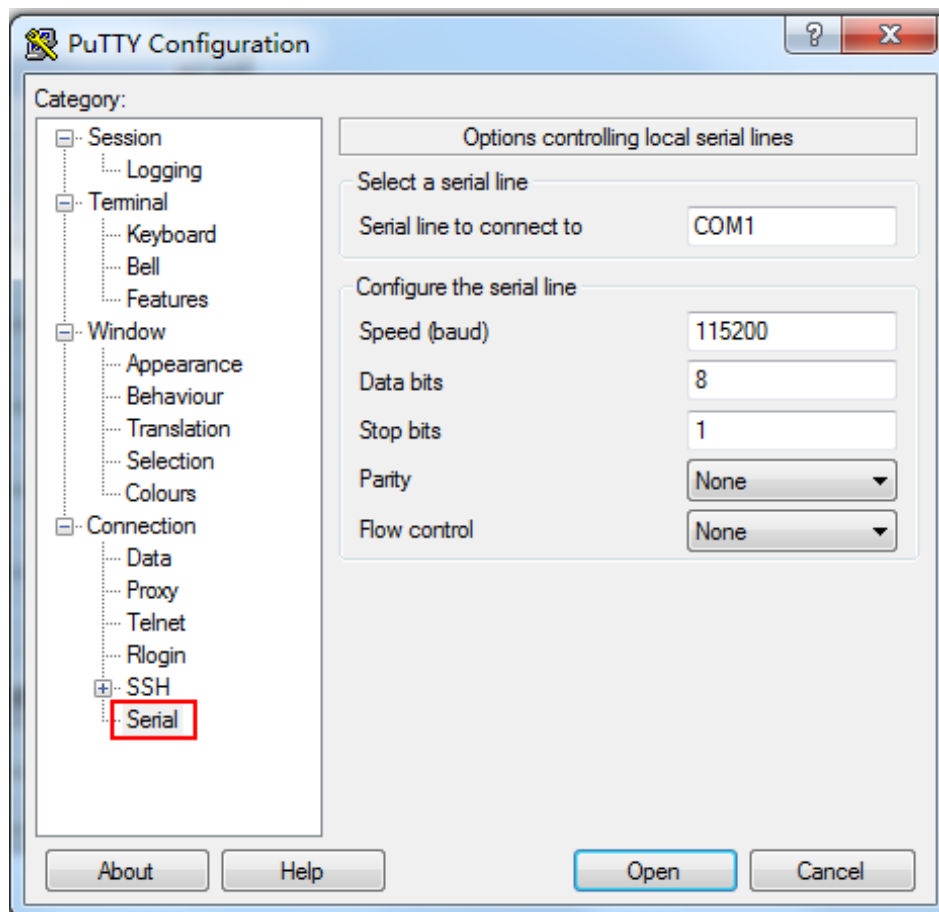 PuTTY Configuration
Category:
Session
Logging
Terminal
Keyboard
Bell
Features
Window
Appearance
Behaviour
Translation
Selection
Colours
Connection
Data
Proxy
Telnet
Rlogin
SSH
Serial
Options controlling local serial lines
Select a serial line
Serial line to connect to COM1
Configure the serial line
Speed (baud) 115200
Data bits 8
Stop bits 1
Parity None
Flow control None
About Help Open Cancel